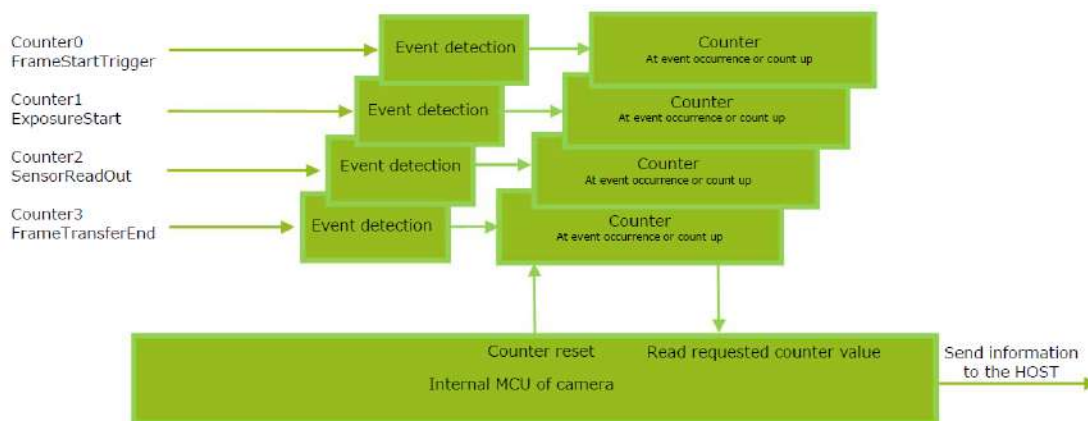 Counter0
FrameStartTrigger
Event detection
Counter
At event occurrence or count up
Counter1
ExposureStart
Event detection
Counter
At event occurrence or count up
Counter2
SensorReadOut
Event detection
Counter
At event occurrence or count up
Counter3
FrameTransferEnd
Event detection
Counter
At event occurrence or count up
Counter reset
Read requested counter value
Internal MCU of camera
Send information
to the HOST